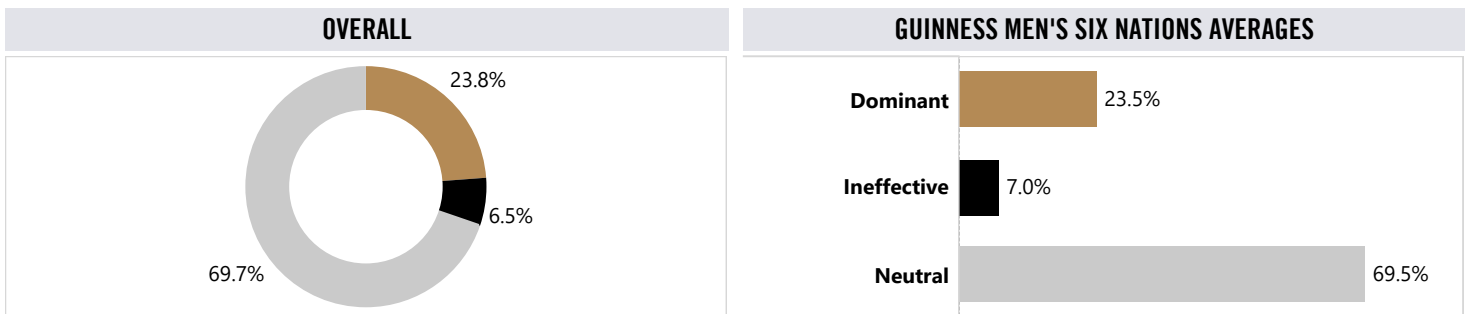 OVERALL
23.8%
6.5%
69.7%
GUINNESS MEN'S SIX NATIONS AVERAGES
Dominant 23.5%
Ineffective 7.0%
Neutral 69.5%